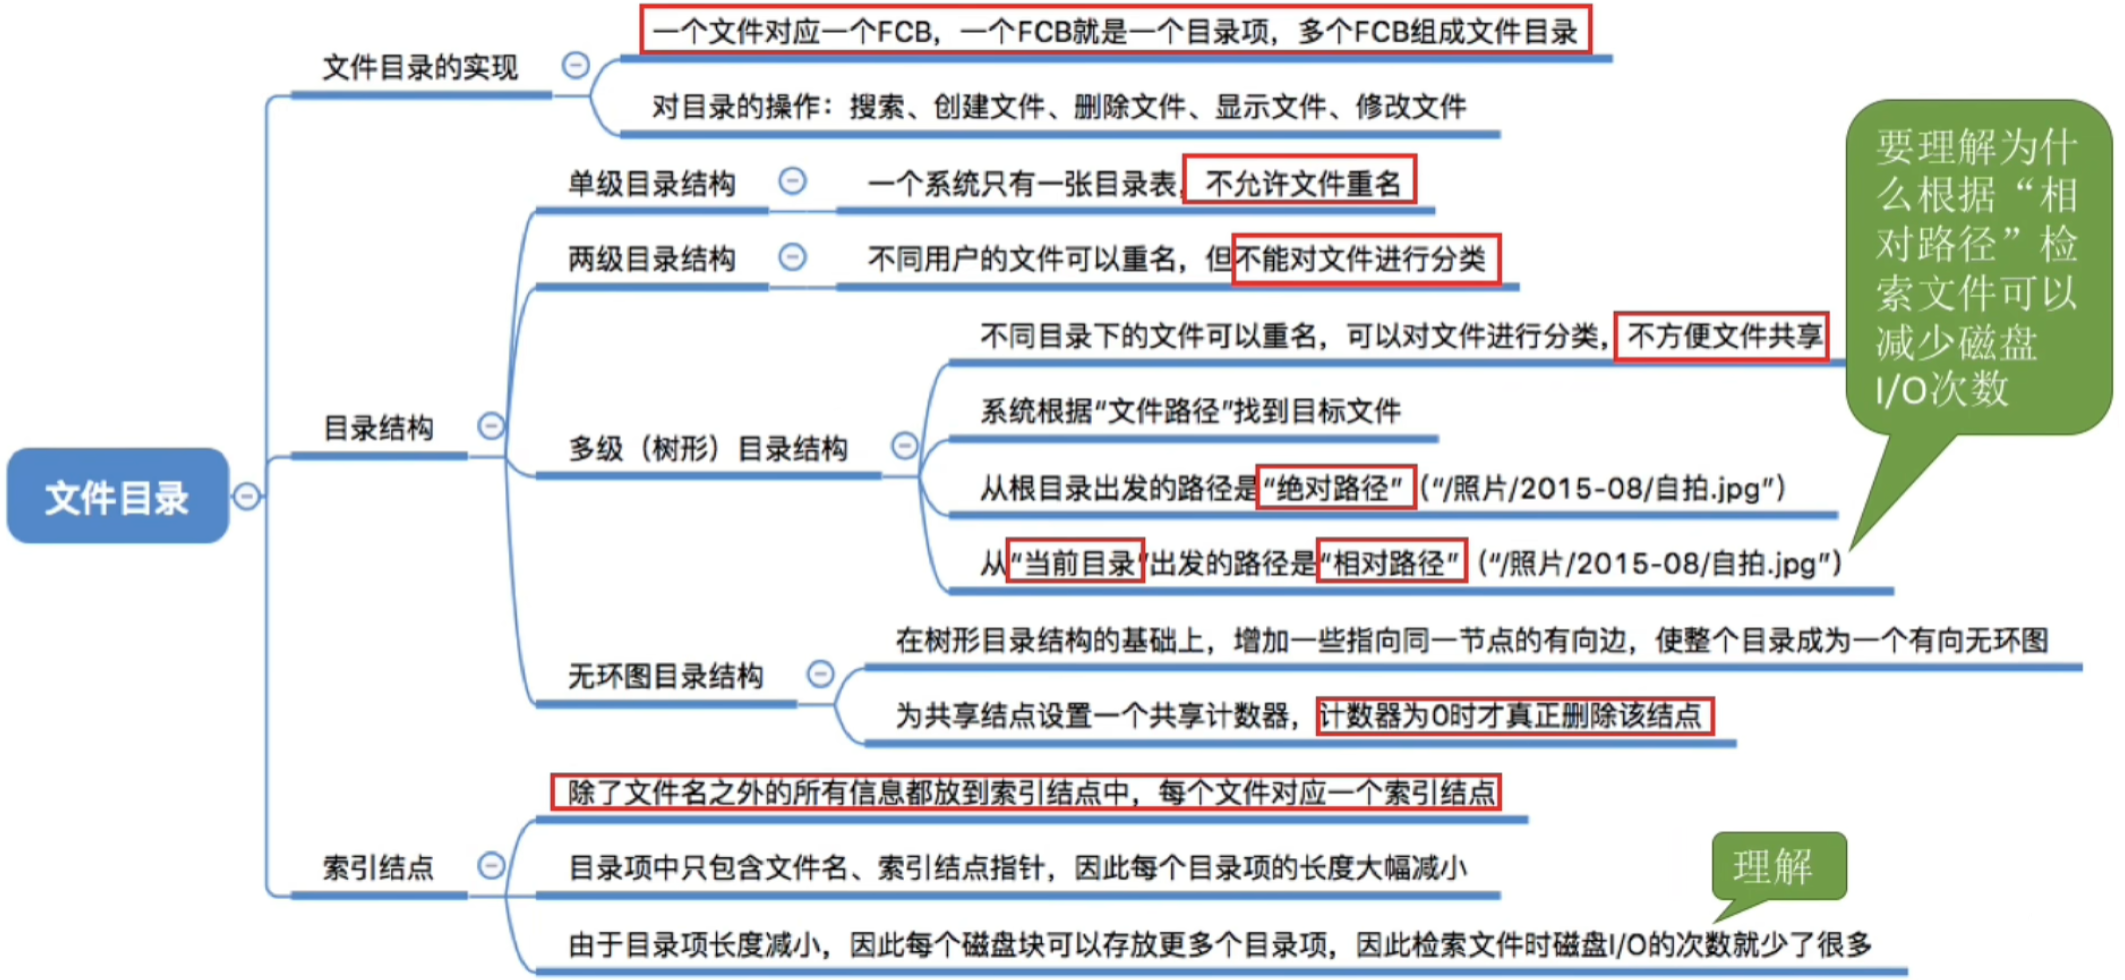 文件目录
文件目录的实现
一个文件对应一个FCB，一个FCB就是一个目录项，多个FCB组成文件目录
对目录的操作：搜索、创建文件、删除文件、显示文件、修改文件
目录结构
单级目录结构
一个系统只有一张目录表，不允许文件重名
两级目录结构
不同用户的文件可以重名，但不能对文件进行分类
多级（树形）目录结构
不同目录下的文件可以重名，可以对文件进行分类，不方便文件共享
系统根据“文件路径”找到目标文件
从根目录出发的路径是“绝对路径”（“/照片/2015-08/自拍.jpg”）
从“当前目录”出发的路径是“相对路径”（“/照片/2015-08/自拍.jpg”）
要理解为什
么根据“相
对路径”检
索文件可以
减少磁盘
I/O次数
无环图目录结构
在树形目录结构的基础上，增加一些指向同一节点的有向边，使整个目录成为一个有向无环图
为共享结点设置一个共享计数器，计数器为0时才真正删除该结点
索引结点
除了文件名之外的所有信息都放到索引结点中，每个文件对应一个索引结点
目录项中只包含文件名、索引结点指针，因此每个目录项的长度大幅减小
由于目录项长度减小，因此每个磁盘块可以存放更多个目录项，因此检索文件时磁盘I/O的次数就少了很多
理解